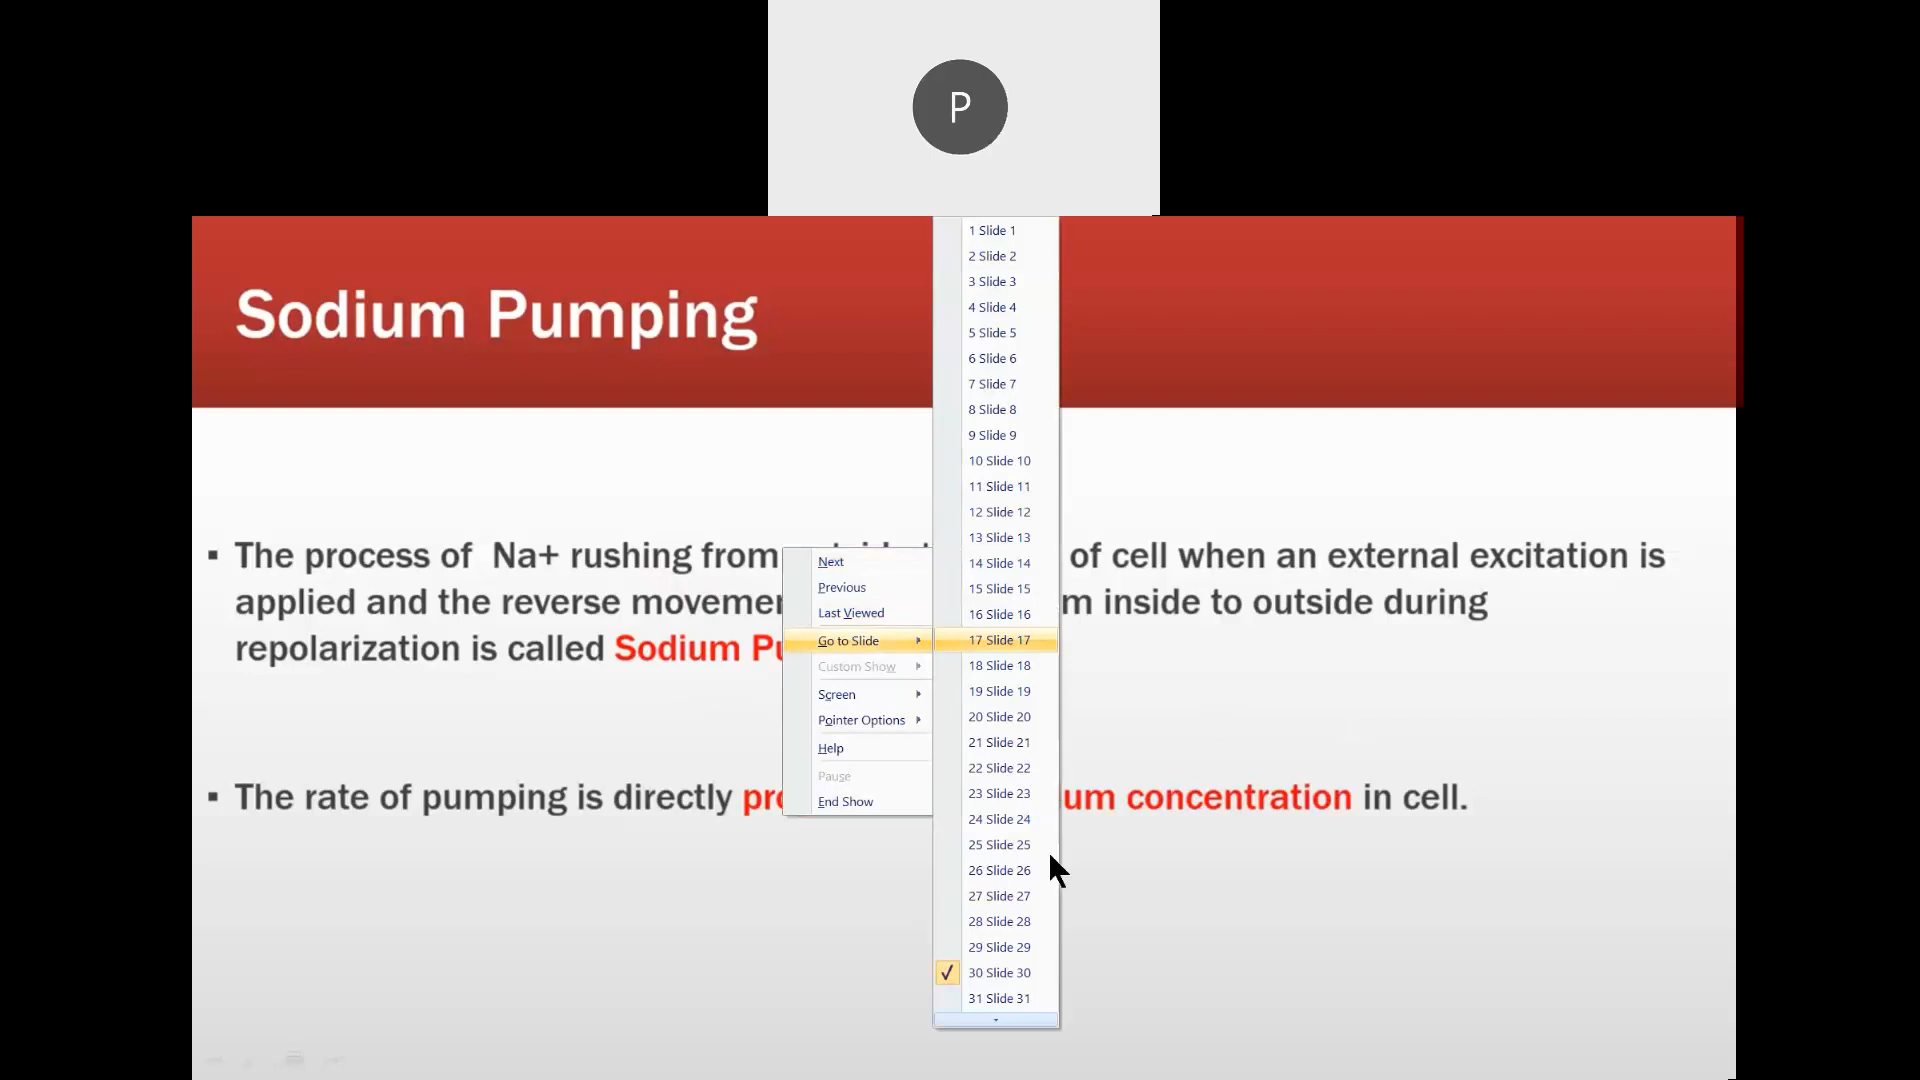 P
Sodium Pumping
▪ The process of Na+ rushing from of cell when an external excitation is
applied and the reverse m inside to outside during
repolarization is called Sodium
▪ The rate of pumping is directly um concentration in cell.
Next
Previous
Last Viewed
Go to Slide
Custom Show
Screen
Pointer Options
Help
Pause
End Show
1 Slide 1
2 Slide 2
3 Slide 3
4 Slide 4
5 Slide 5
6 Slide 6
7 Slide 7
8 Slide 8
9 Slide 9
10 Slide 10
11 Slide 11
12 Slide 12
13 Slide 13
14 Slide 14
15 Slide 15
16 Slide 16
17 Slide 17
18 Slide 18
19 Slide 19
20 Slide 20
21 Slide 21
22 Slide 22
23 Slide 23
24 Slide 24
25 Slide 25
26 Slide 26
27 Slide 27
28 Slide 28
29 Slide 29
30 Slide 30
31 Slide 31